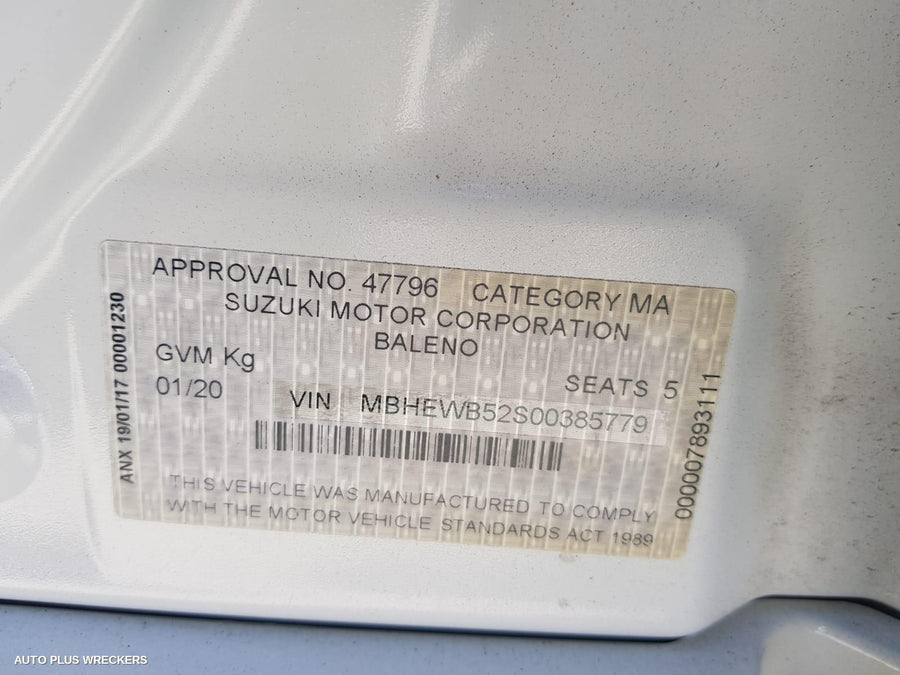 APPROVAL NO. 47796 CATEGORY MA
SUZUKI MOTOR CORPORATION
BALENO
GVM Kg
SEATS 5
01/20
VIN MBHEWB52S00385779
THIS VEHICLE WAS MANUFACTURED TO COMPLY
WITH THE MOTOR VEHICLE STANDARDS ACT 1989
ANX 19/01/17 00001230
000007893111
AUTO PLUS WRECKERS